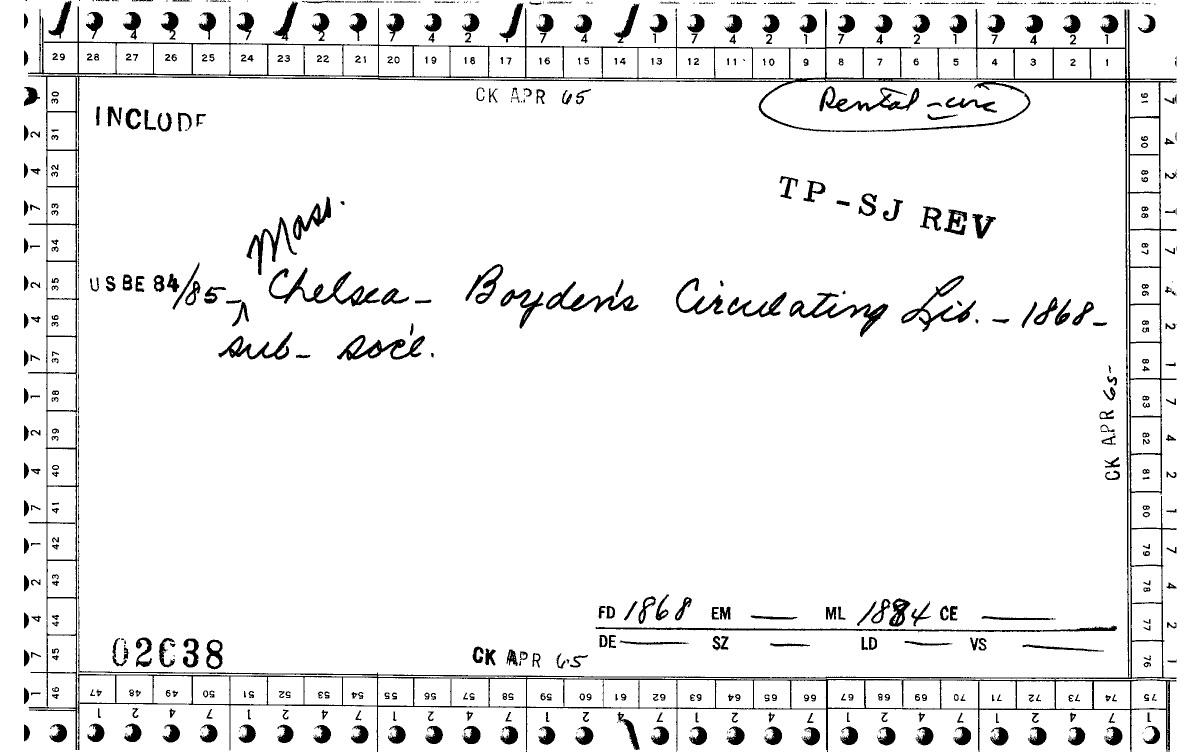 7 4 2 1 7 4 2 1 7 4 2 1 7 4 2 1 7 4 2 1 7 4 2 1
29 28 27 26 25 24 23 22 21 20 19 18 17 16 15 14 13 12 11 10 9 8 7 6 5 4 3 2 1
CK APR 65
Rental - circ
INCLUDE
TP-SJ REV
Mass.
USBE 84/85 - Chelsea - Boyden's Circulating Lib. - 1868-
sub - soc'l.
CK APR 65
FD 1868 EM — ML 1884 CE —
DE — SZ — LD — VS —
02638
CK APR 65
30 31 32 33 34 35 36 37 38 39 40 41 42 43 44 45 46
91 90 89 88 87 86 85 84 83 82 81 80 79 78 77 76
47 48 49 50 51 52 53 54 55 56 57 58 59 60 61 62 63 64 65 66 67 68 69 70 71 72 73 74 75
1 2 4 7 1 2 4 7 1 2 4 7 1 2 4 7 1 2 4 7 1 2 4 7 1 2 4 7 1